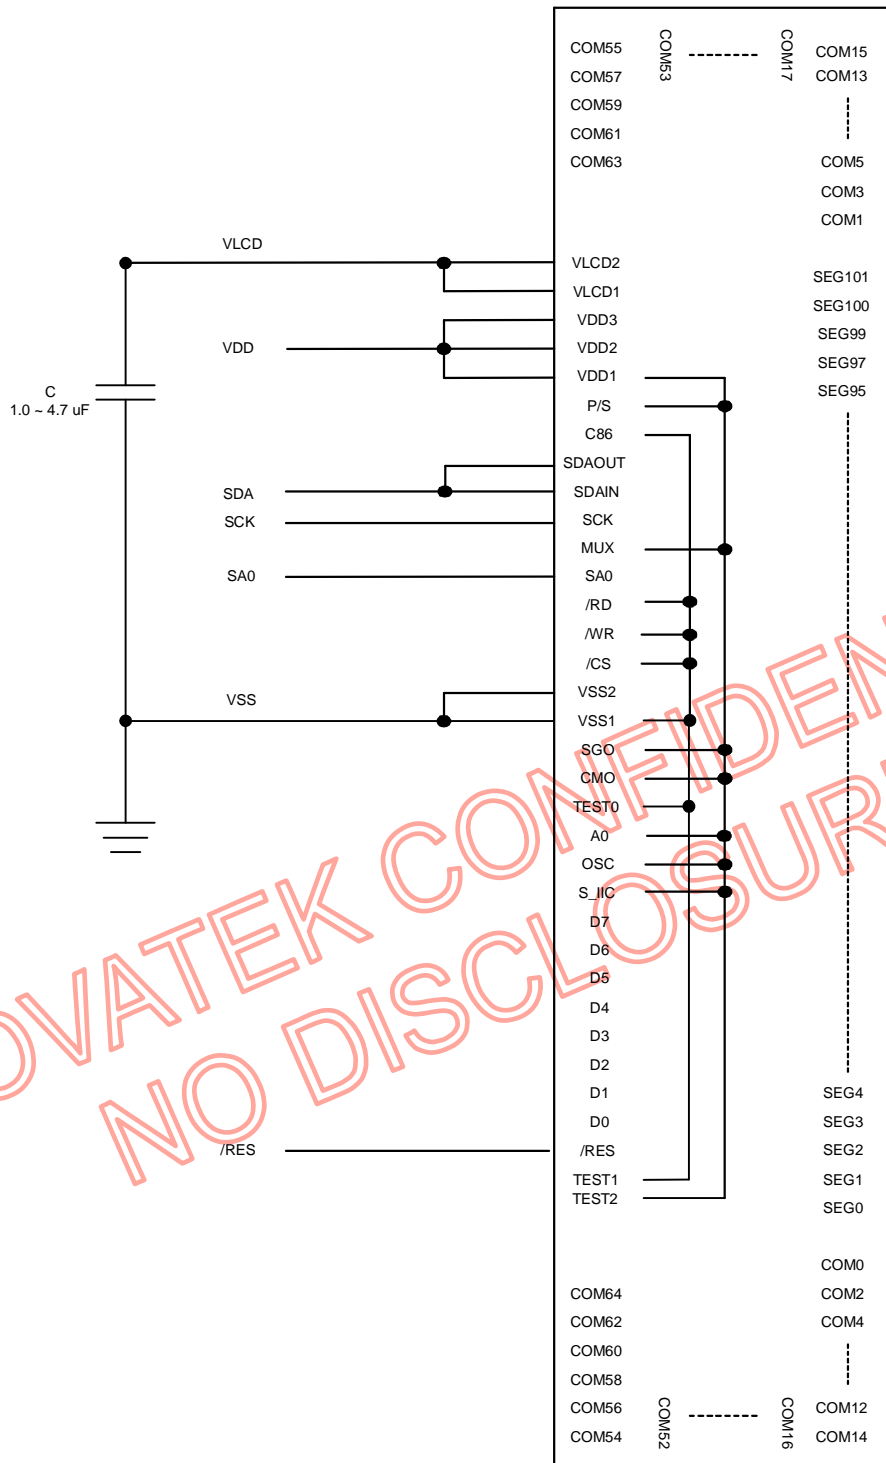 COM55
COM57
COM59
COM61
COM63
COM53
COM17
COM15
COM13
COM5
COM3
COM1
VLCD
VDD
C
1.0 ~ 4.7 uF
SDA
SCK
SA0
VSS
/RES
VLCD2
VLCD1
VDD3
VDD2
VDD1
P/S
C86
SDAOUT
SDAIN
SCK
MUX
SA0
/RD
/WR
/CS
VSS2
VSS1
SGO
CMO
TEST0
A0
OSC
S_IIC
D7
D6
D5
D4
D3
D2
D1
D0
/RES
TEST1
TEST2
SEG101
SEG100
SEG99
SEG97
SEG95
SEG4
SEG3
SEG2
SEG1
SEG0
COM0
COM2
COM4
COM12
COM14
COM64
COM62
COM60
COM58
COM56
COM54
COM52
COM16
OVATEK CONFIDEN
NO DISCLOSUR